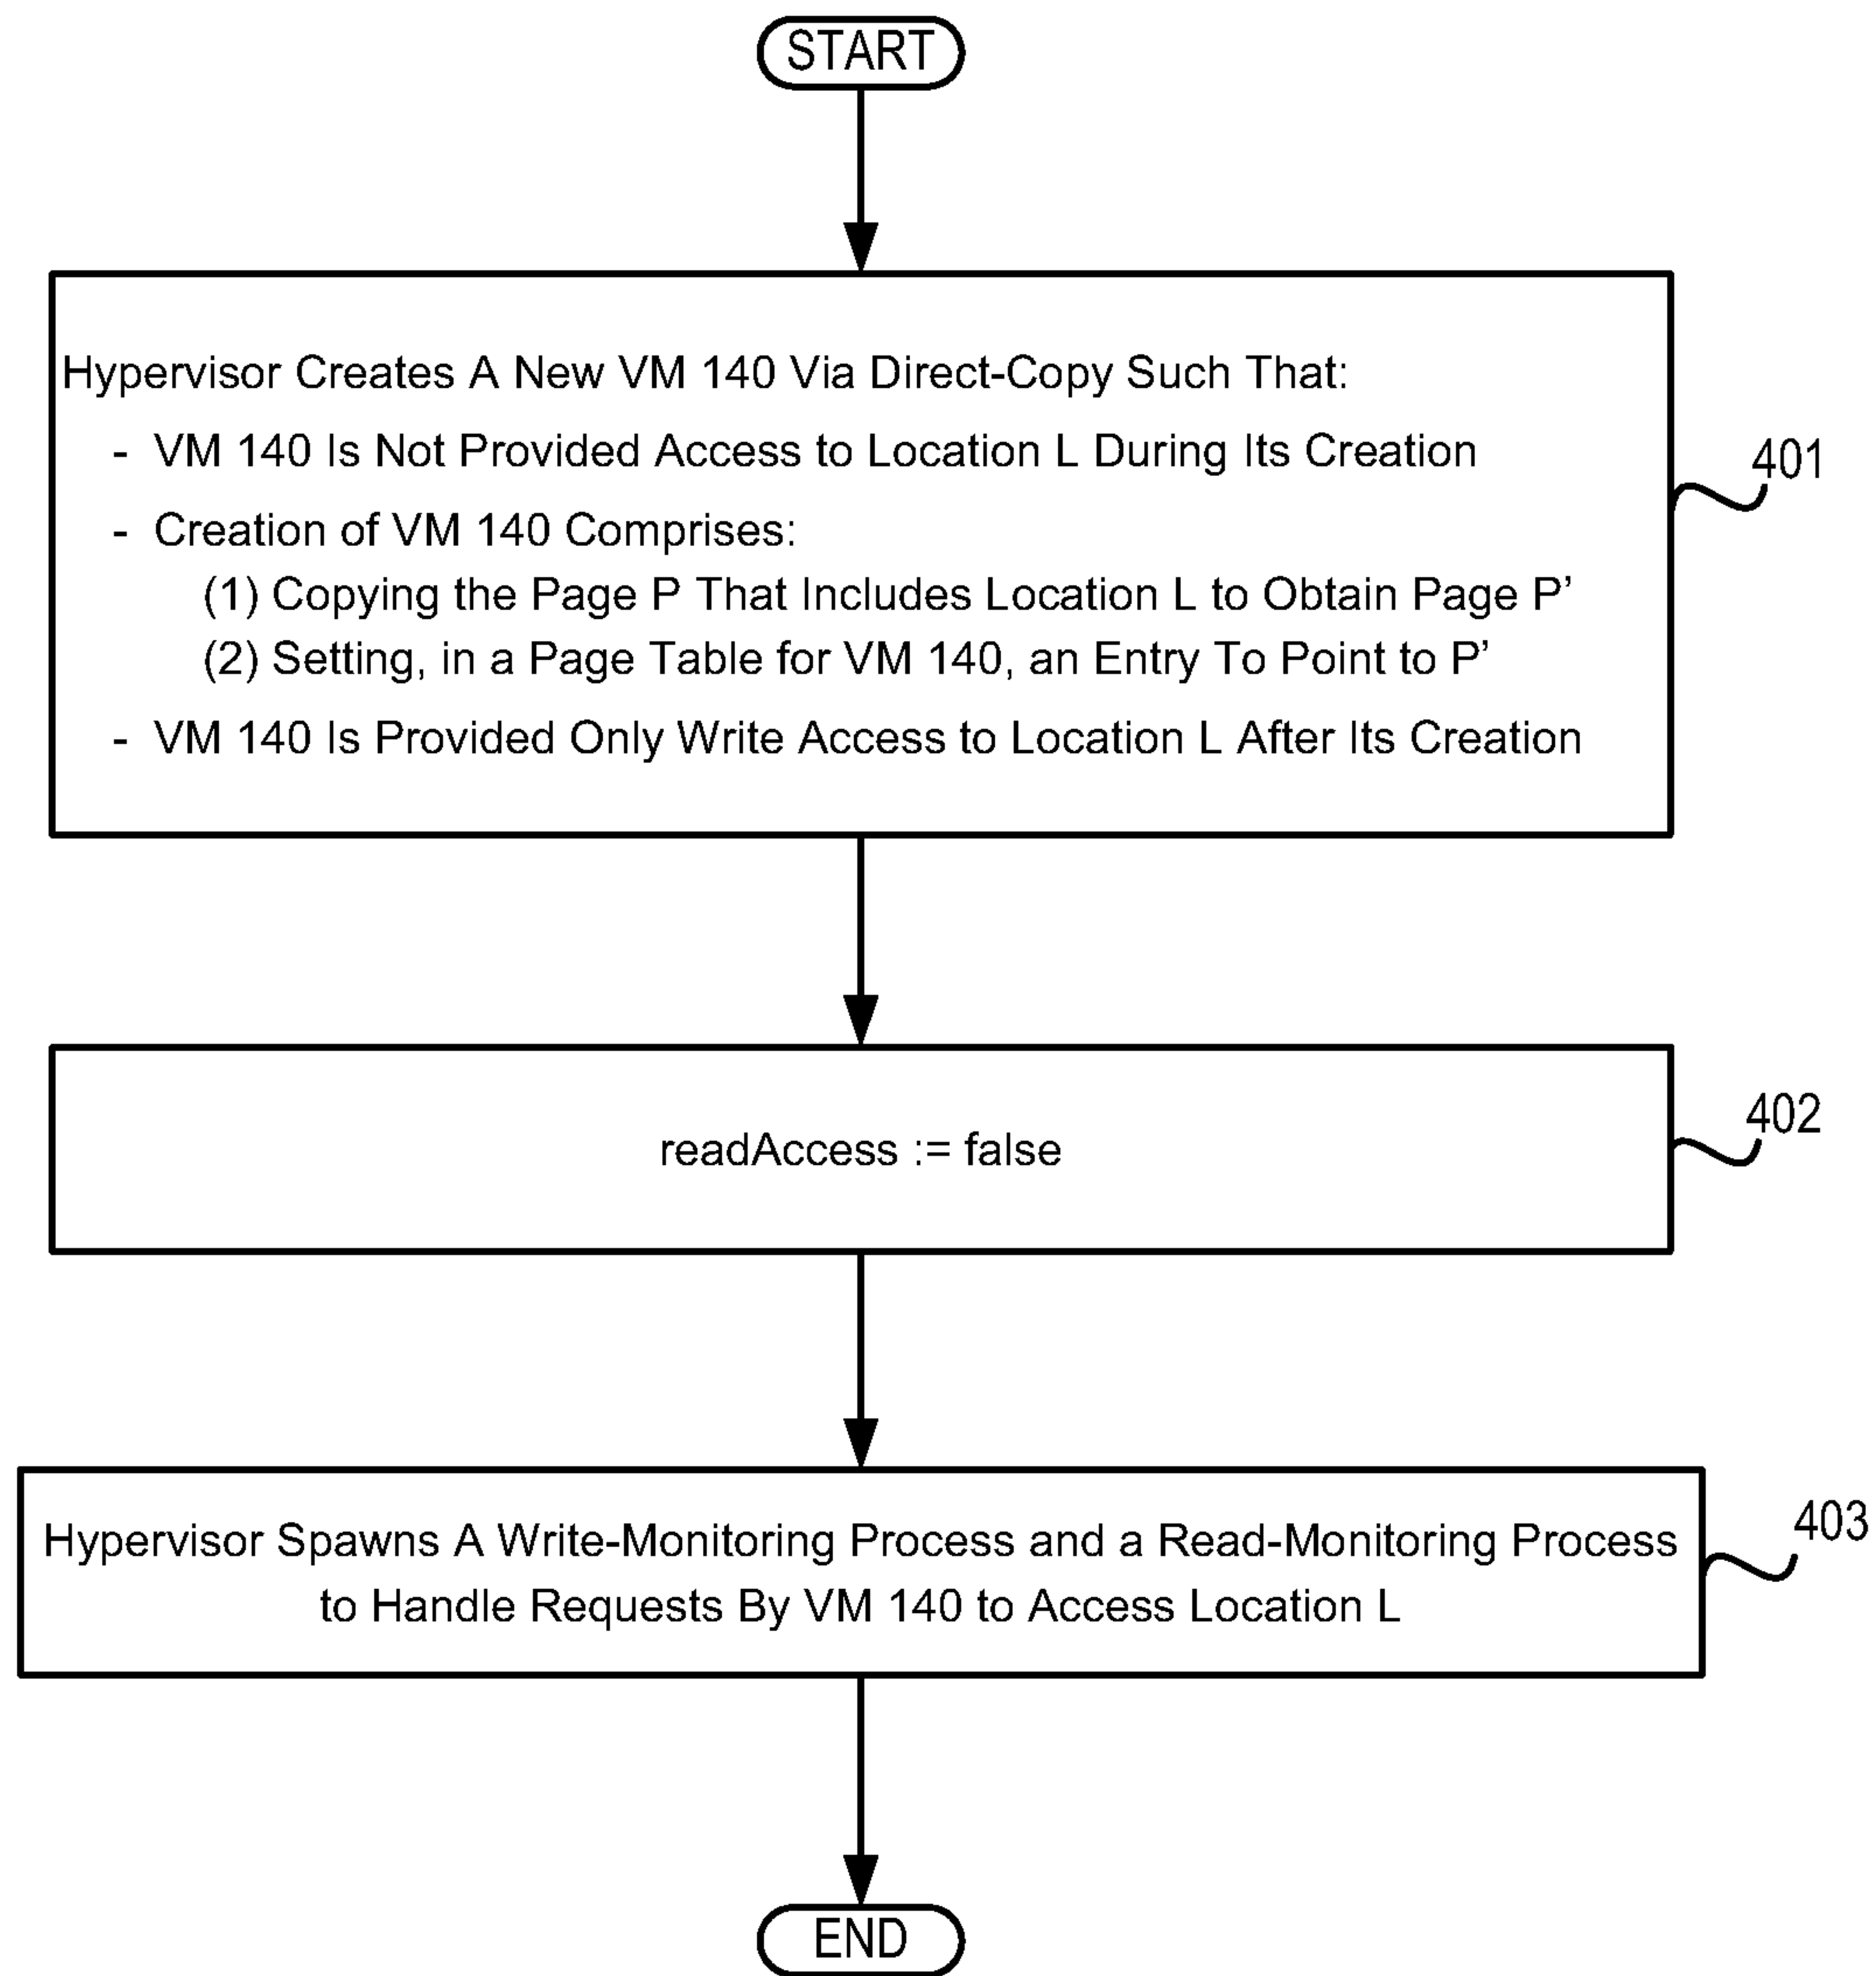 START
Hypervisor Creates A New VM 140 Via Direct-Copy Such That:
- VM 140 Is Not Provided Access to Location L During Its Creation
401
- Creation of VM 140 Comprises:
(1) Copying the Page P That Includes Location L to Obtain Page P'
(2) Setting, in a Page Table for VM 140, an Entry To Point to P'
- VM 140 Is Provided Only Write Access to Location L After Its Creation
402
readAccess := false
403
Hypervisor Spawns A Write-Monitoring Process and a Read-Monitoring Process
to Handle Requests By VM 140 to Access Location L
END